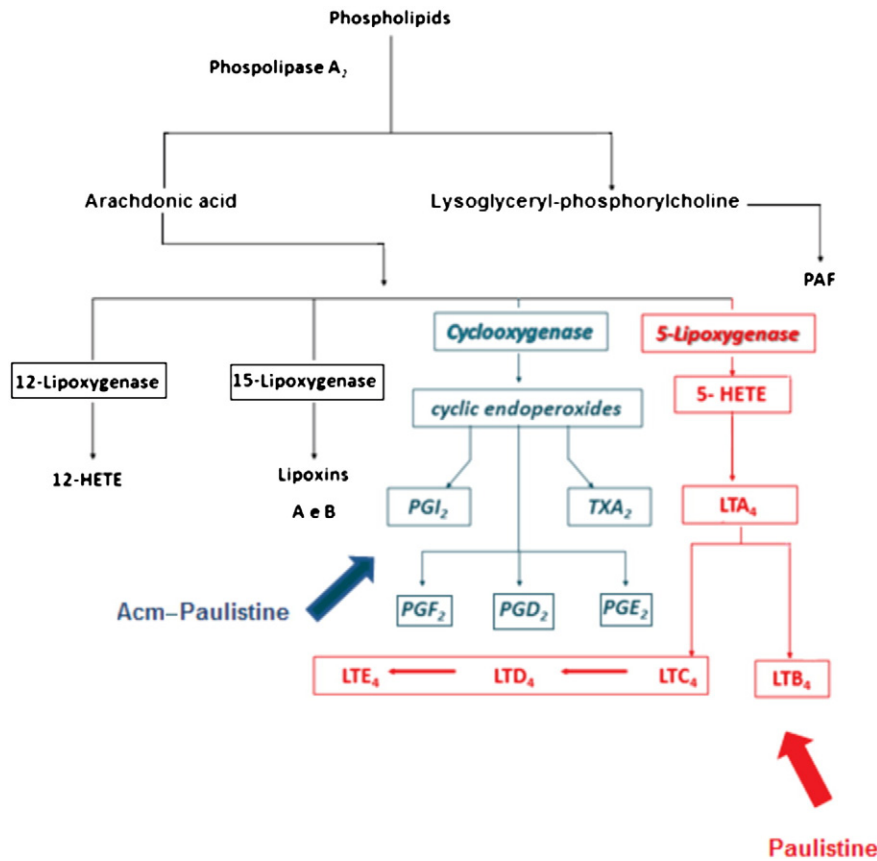 Phospholipids
Phospolipase A₂
Arachdonic acid
Lysoglyceryl-phosphorylcholine
PAF
Cyclooxygenase
5-Lipoxygenase
12-Lipoxygenase
15-Lipoxygenase
cyclic endoperoxides
5- HETE
12-HETE
Lipoxins
A e B
PGI₂
TXA₂
LTA₄
Acm–Paulistine
PGF₂
PGD₂
PGE₂
LTE₄
LTD₄
LTC₄
LTB₄
Paulistine